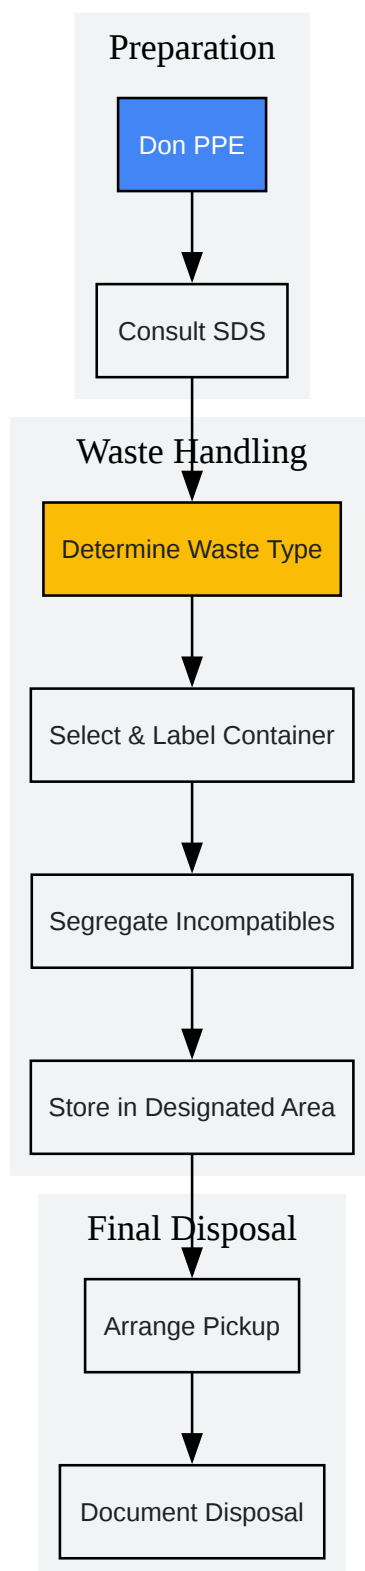 Preparation
Don PPE
Consult SDS
Waste Handling
Determine Waste Type
Select & Label Container
Segregate Incompatibles
Store in Designated Area
Final Disposal
Arrange Pickup
Document Disposal